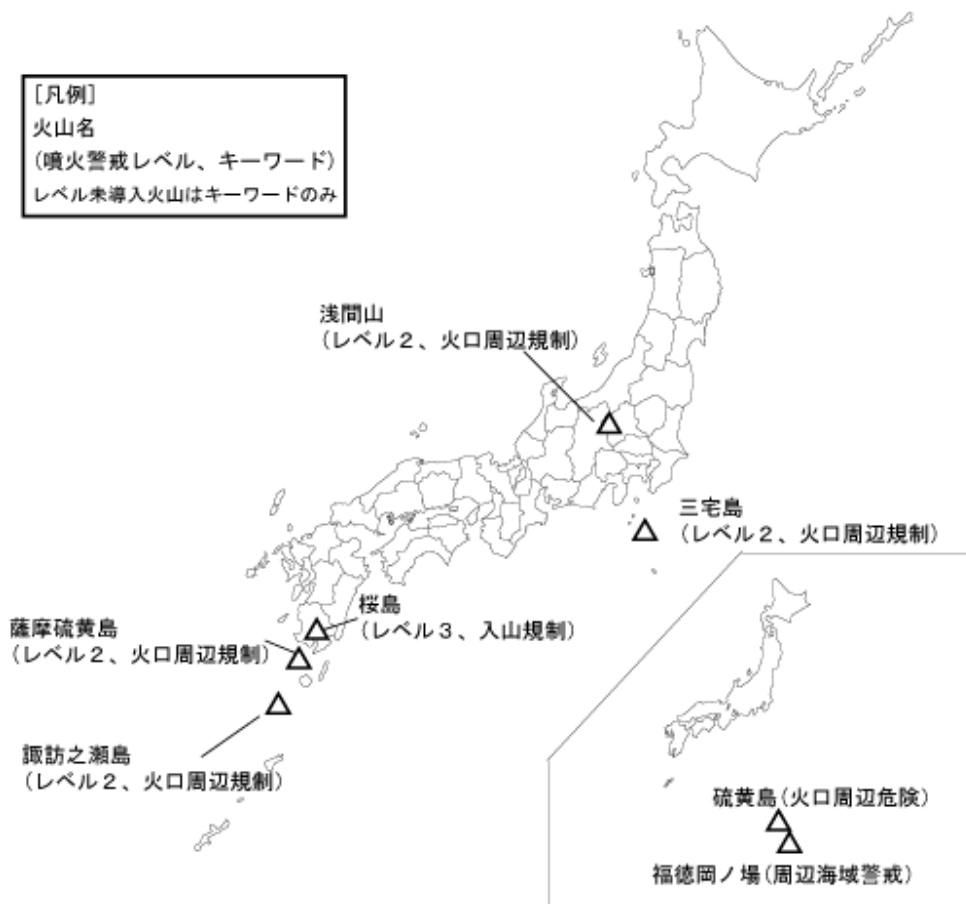 [凡例]
火山名
(噴火警戒レベル、キーワード)
レベル未導入火山はキーワードのみ
浅間山
(レベル２、火口周辺規制)
三宅島
(レベル２、火口周辺規制)
桜島
(レベル３、入山規制)
薩摩硫黄島
(レベル２、火口周辺規制)
諏訪之瀬島
(レベル２、火口周辺規制)
硫黄島(火口周辺危険)
福徳岡ノ場(周辺海域警戒)